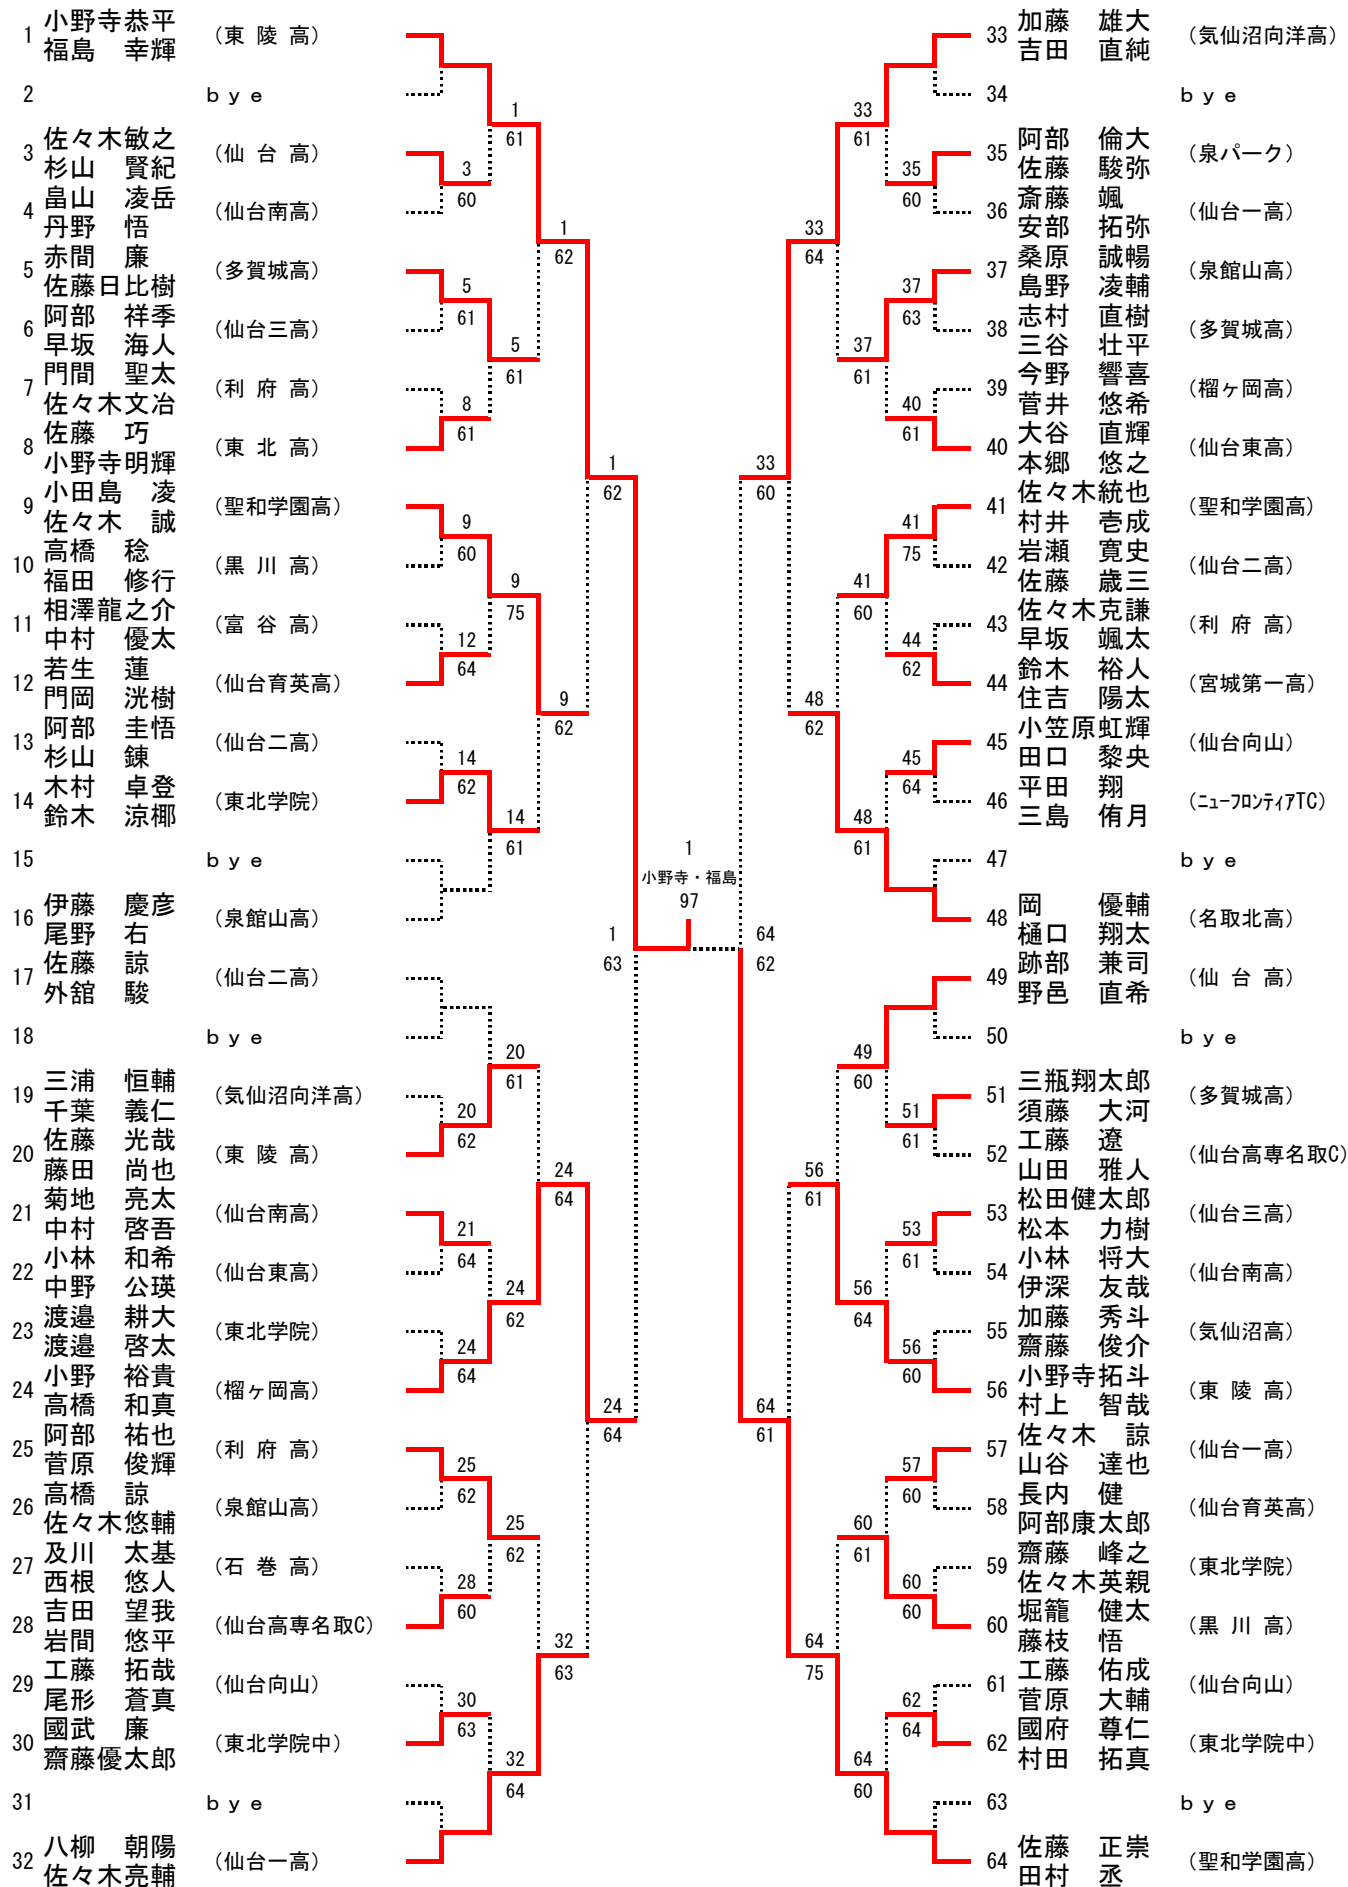 1 小野寺恭平 福島　幸輝 (東 陵 高)
2 ｂｙｅ
3 佐々木敏之 杉山　賢紀 (仙 台 高)
4 畠山　凌岳 丹野　悟 (仙台南高)
5 赤間　廉 佐藤日比樹 (多賀城高)
6 阿部　祥季 早坂　海人 (仙台三高)
7 門間　聖太 佐々木文冶 (利 府 高)
8 佐藤　巧 小野寺明輝 (東 北 高)
9 小田島　凌 佐々木　誠 (聖和学園高)
10 高橋　稔 福田　修行 (黒 川 高)
11 相澤龍之介 中村　優太 (富 谷 高)
12 若生　蓮 門岡　洸樹 (仙台育英高)
13 阿部　圭悟 杉山　錬 (仙台二高)
14 木村　卓登 鈴木　涼椰 (東北学院)
15 ｂｙｅ
16 伊藤　慶彦 尾野　右 (泉館山高)
17 佐藤　諒 外舘　駿 (仙台二高)
18 ｂｙｅ
19 三浦　恒輔 千葉　義仁 (気仙沼向洋高)
20 佐藤　光哉 藤田　尚也 (東 陵 高)
21 菊地　亮太 中村　啓吾 (仙台南高)
22 小林　和希 中野　公瑛 (仙台東高)
23 渡邉　耕大 渡邉　啓太 (東北学院)
24 小野　裕貴 高橋　和真 (榴ヶ岡高)
25 阿部　祐也 菅原　俊輝 (利 府 高)
26 高橋　諒 佐々木悠輔 (泉館山高)
27 及川　太基 西根　悠人 (石 巻 高)
28 吉田　望我 岩間　悠平 (仙台高専名取C)
29 工藤　拓哉 尾形　蒼真 (仙台向山)
30 國武　廉 齋藤優太郎 (東北学院中)
31 ｂｙｅ
32 八柳　朝陽 佐々木亮輔 (仙台一高)
3 60
5 61
8 61
9 60
12 64
14 62
20 62
21 64
24 64
25 62
28 60
30 63
1 61
5 61
9 75
14 61
20 61
24 62
25 62
32 64
1 62
9 62
24 64
32 63
1 62
24 64
1 63
1
小野寺・福島
97
64 62
33 60
64 61
33 64
48 62
56 61
64 75
33 61
37 61
41 60
48 61
49 60
56 64
60 61
64 60
35 60
37 63
40 61
41 75
44 62
45 64
51 61
53 61
56 60
57 60
60 60
62 64
33 加藤　雄大 吉田　直純 (気仙沼向洋高)
34 ｂｙｅ
35 阿部　倫大 佐藤　駿弥 (泉パーク)
36 斎藤　颯 安部　拓弥 (仙台一高)
37 桑原　誠暢 島野　凌輔 (泉館山高)
38 志村　直樹 三谷　壮平 (多賀城高)
39 今野　響喜 菅井　悠希 (榴ヶ岡高)
40 大谷　直輝 本郷　悠之 (仙台東高)
41 佐々木統也 村井　壱成 (聖和学園高)
42 岩瀬　寛史 佐藤　歳三 (仙台二高)
43 佐々木克謙 早坂　颯太 (利 府 高)
44 鈴木　裕人 住吉　陽太 (宮城第一高)
45 小笠原虹輝 田口　黎央 (仙台向山)
46 平田　翔 三島　侑月 (ﾆｭｰﾌﾛﾝﾃｨｱTC)
47 ｂｙｅ
48 岡　優輔 樋口　翔太 (名取北高)
49 跡部　兼司 野邑　直希 (仙 台 高)
50 ｂｙｅ
51 三瓶翔太郎 須藤　大河 (多賀城高)
52 工藤　遼 山田　雅人 (仙台高専名取C)
53 松田健太郎 松本　力樹 (仙台三高)
54 小林　将大 伊深　友哉 (仙台南高)
55 加藤　秀斗 齋藤　俊介 (気仙沼高)
56 小野寺拓斗 村上　智哉 (東 陵 高)
57 佐々木　諒 山谷　達也 (仙台一高)
58 長内　健 阿部康太郎 (仙台育英高)
59 齋藤　峰之 佐々木英親 (東北学院)
60 堀籠　健太 藤枝　悟 (黒 川 高)
61 工藤　佑成 菅原　大輔 (仙台向山)
62 國府　尊仁 村田　拓真 (東北学院中)
63 ｂｙｅ
64 佐藤　正崇 田村　丞 (聖和学園高)